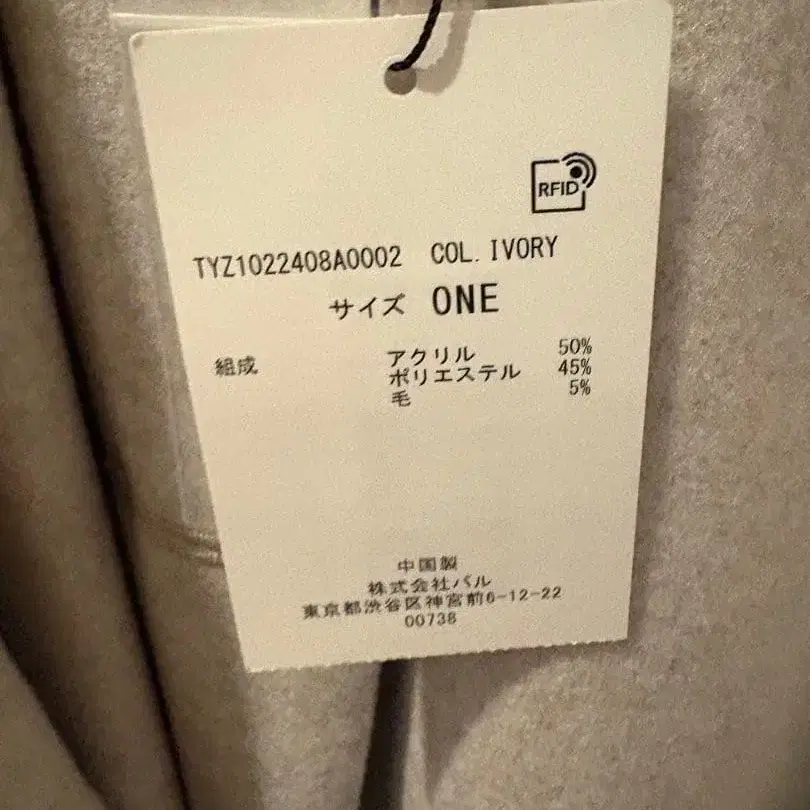 RFID
TYZ1022408A0002 COL. IVORY
サイズ ONE
組成 アクリル 50%
ポリエステル 45%
毛 5%
中国製
株式会社パル
東京都渋谷区神宮前6-12-22
00738